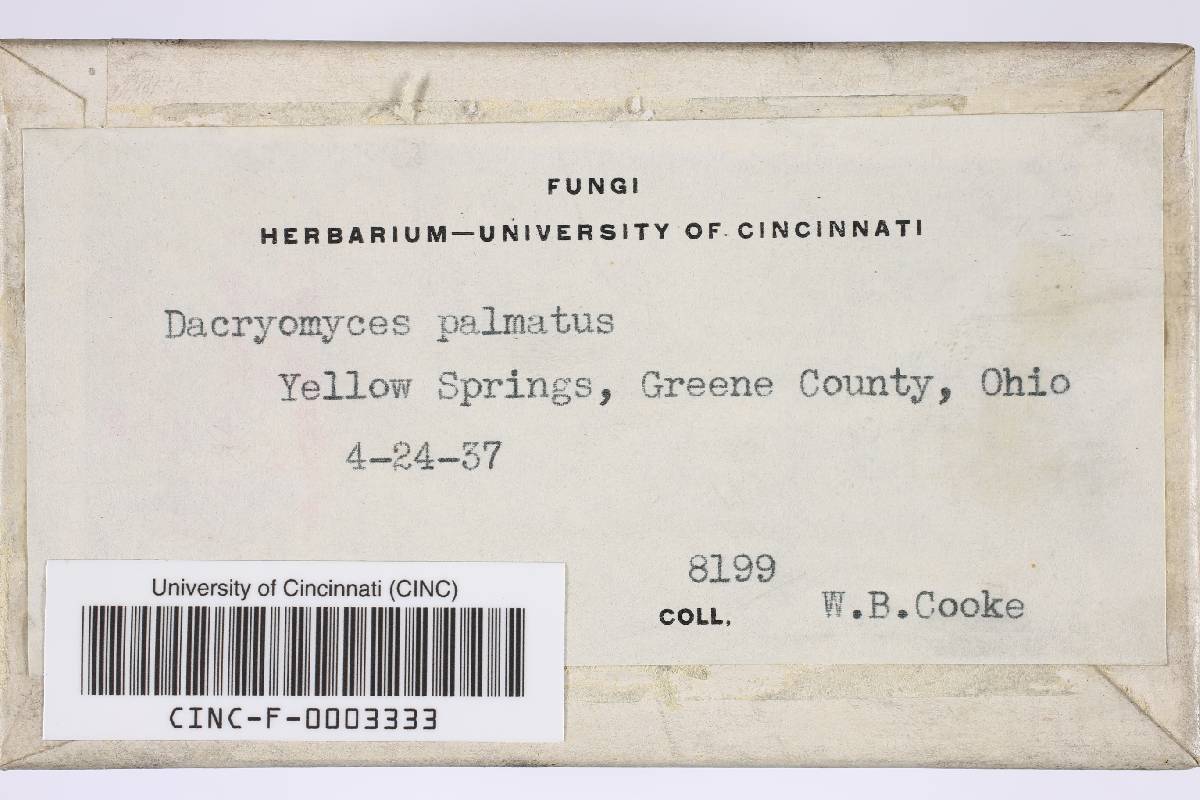 FUNGI
HERBARIUM—UNIVERSITY OF CINCINNATI
Dacryomyces palmatus
Yellow Springs, Greene County, Ohio
4-24-37
8199
COLL. W.B.Cooke
University of Cincinnati (CINC)
CINC-F-0003333